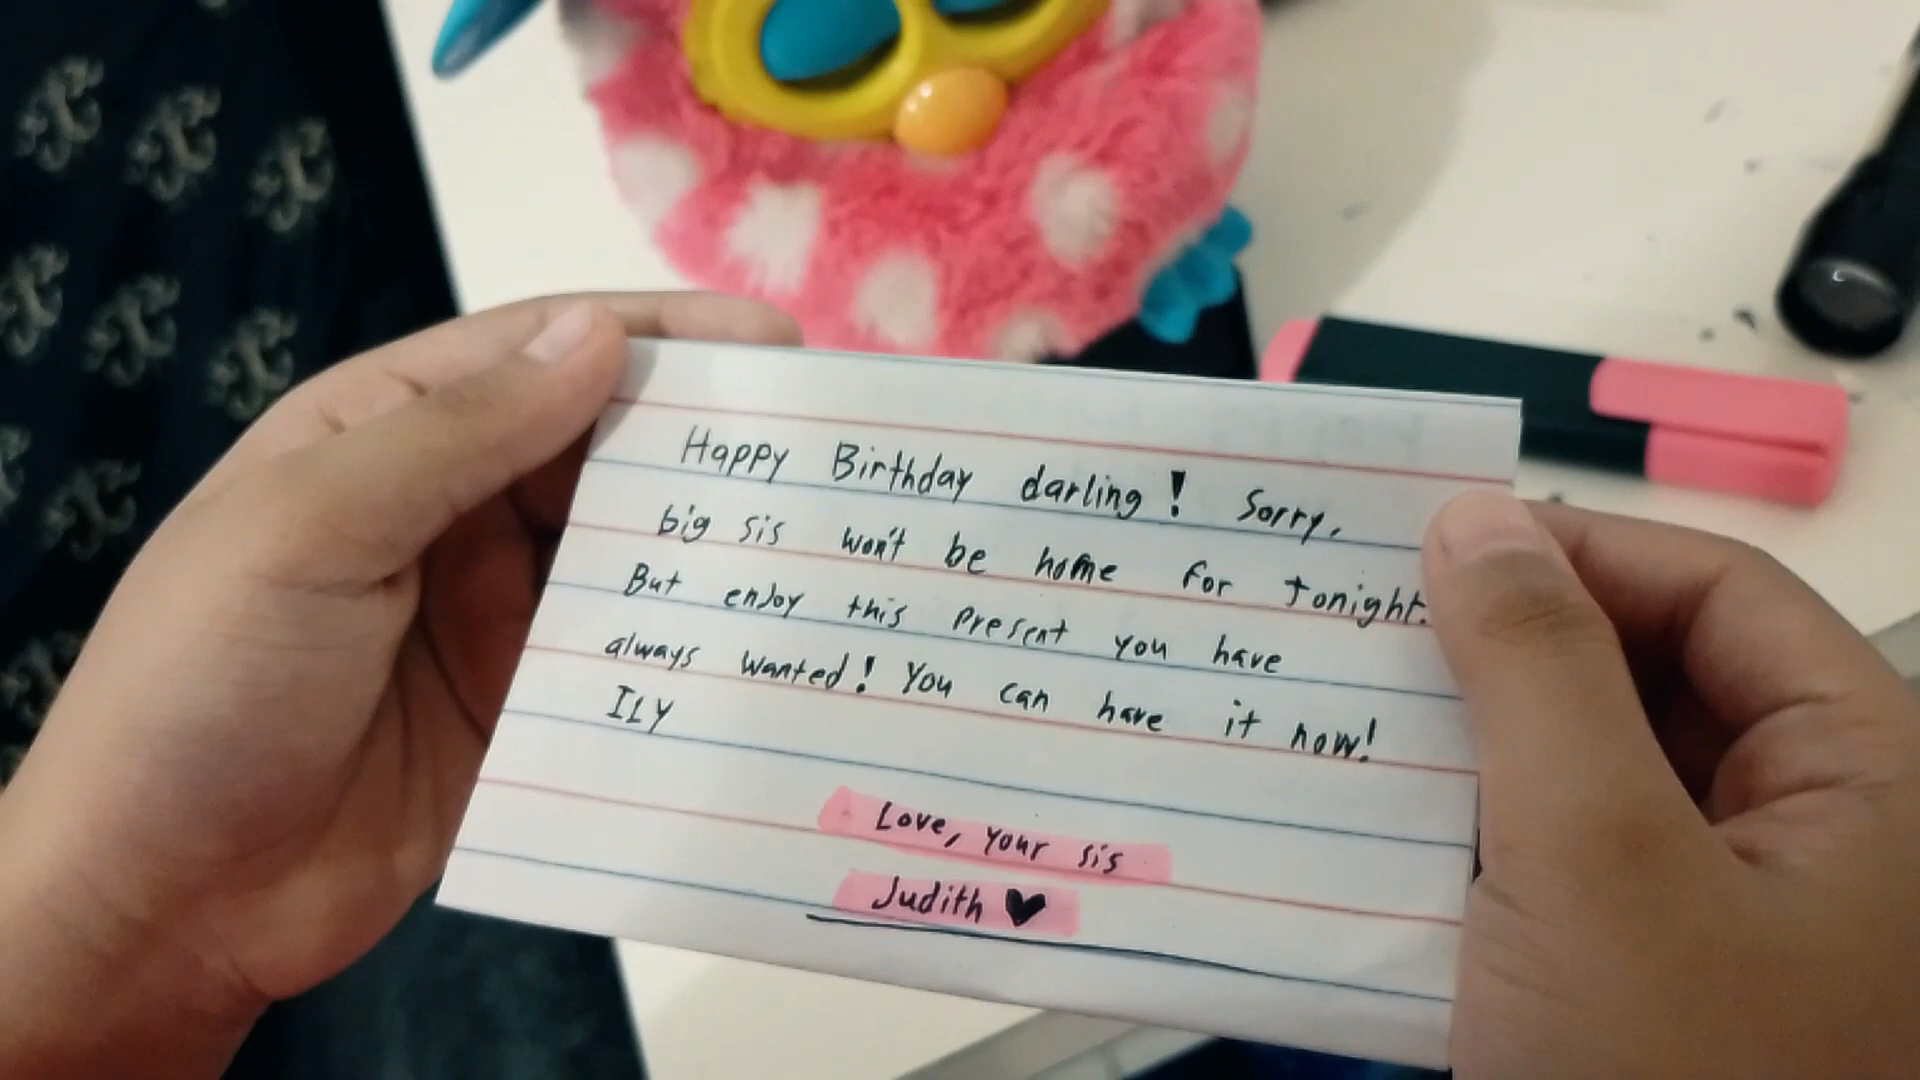 Happy Birthday darling! Sorry,
big sis won't be home for tonight.
But enjoy this present you have
always wanted! You can have it now!
ILY
Love, your sis
Judith ♥